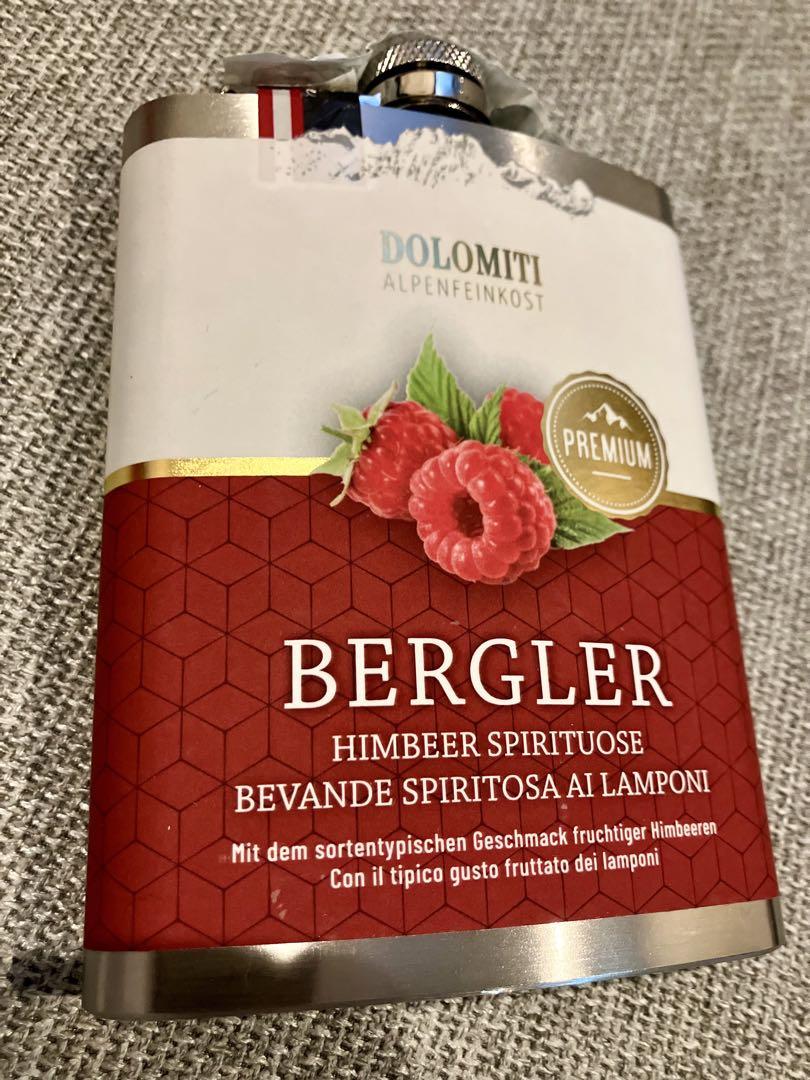 DOLOMITI
ALPENFEINKOST
PREMIUM
BERGLER
HIMBEER SPIRITUOSE
BEVANDE SPIRITOSA AI LAMPONI
Mit dem sortentypischen Geschmack fruchtiger Himbeeren
Con il tipico gusto fruttato dei lamponi